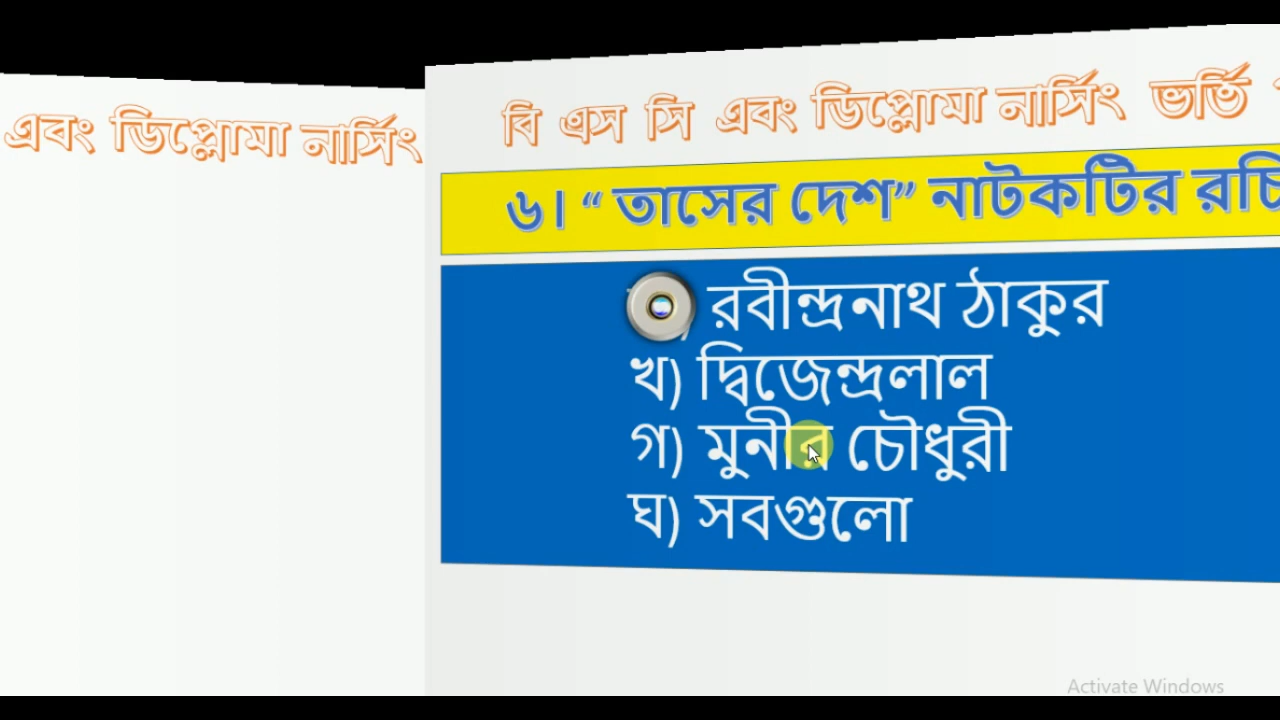 এবং ডিপ্লোমা নার্সিং
বি এস সি এবং ডিপ্লোমা নার্সিং ভর্তি
৬। “ তাসের দেশ” নাটকটির রচি
রবীন্দ্রনাথ ঠাকুর
খ) দ্বিজেন্দ্রলাল
গ) মুনীর চৌধুরী
ঘ) সবগুলো
Activate Windows